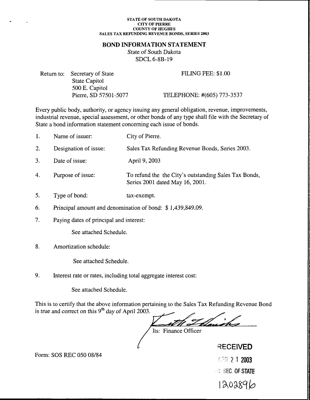 STATE OF SOUTH DAKOTA
CITY OF PIERRE
COUNTY OF HUGHES
SALES TAX REFUNDING REVENUE BONDS, SERIES 2003
BOND INFORMATION STATEMENT
State of South Dakota
SDCL 6-8B-19
Return to: Secretary of State FILING FEE: $1.00
State Capitol
500 E. Capitol
Pierre, SD 57501-5077 TELEPHONE: #(605) 773-3537
Every public body, authority, or agency issuing any general obligation, revenue, improvements,
industrial revenue, special assessment, or other bonds of any type shall file with the Secretary of
State a bond information statement concerning each issue of bonds.
1. Name of issuer: City of Pierre.
2. Designation of issue: Sales Tax Refunding Revenue Bonds, Series 2003.
3. Date of issue: April 9, 2003
4. Purpose of issue: To refund the the City's outstanding Sales Tax Bonds,
Series 2001 dated May 16, 2001.
5. Type of bond: tax-exempt.
6. Principal amount and denomination of bond: $ 1,439,849.09.
7. Paying dates of principal and interest:
See attached Schedule.
8. Amortization schedule:
See attached Schedule.
9. Interest rate or rates, including total aggregate interest cost:
See attached Schedule.
This is to certify that the above information pertaining to the Sales Tax Refunding Revenue Bond
is true and correct on this 9th day of April 2003.
Its: Finance Officer
Form: SOS REC 050 08/84
RECEIVED
2 1 2003
SEC. OF STATE
1202896